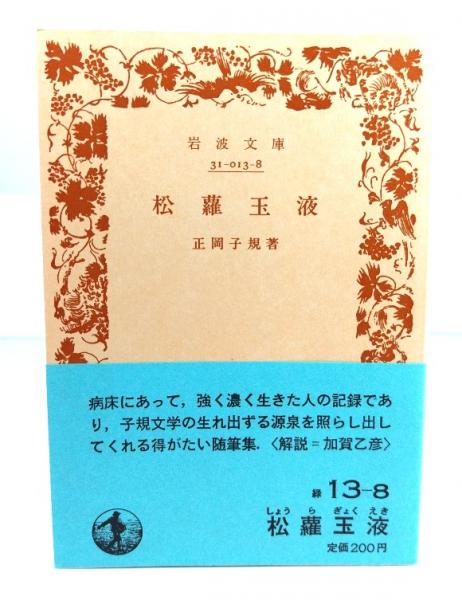 岩波文庫
31-013-8
松蘿玉液
正岡子規著
病床にあって，強く濃く生きた人の記録であ
り，子規文学の生れ出ずる源泉を照らし出し
てくれる得がたい随筆集．〈解説＝加賀乙彦〉
緑 13-8
しょう ら ぎょく えき
松蘿玉液
定価200円